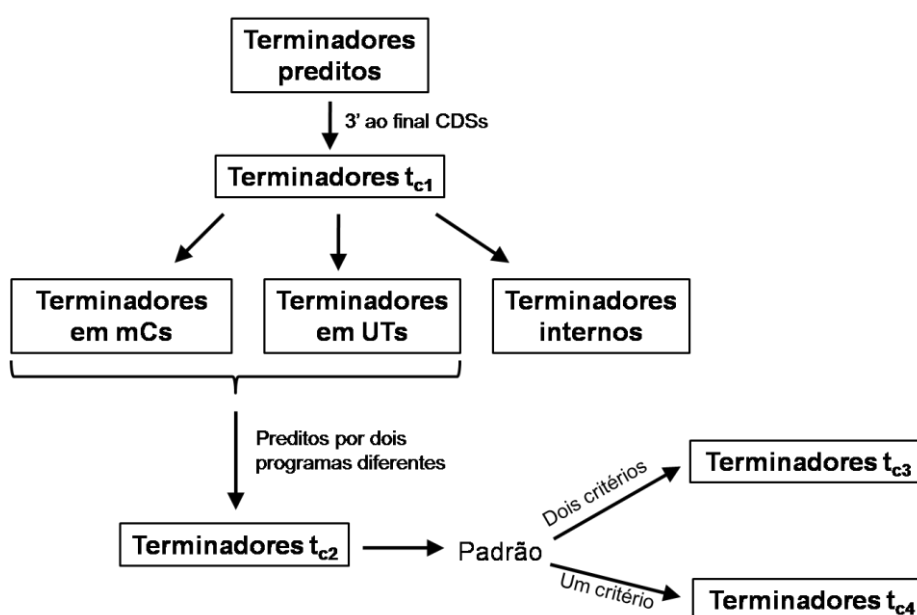 Terminadores
preditos
3' ao final CDSs
Terminadores tc1
Terminadores
em mCs
Terminadores
em UTs
Terminadores
internos
Preditos por dois
programas diferentes
Terminadores tc2
Padrão
Dois critérios
Terminadores tc3
Um critério
Terminadores tc4